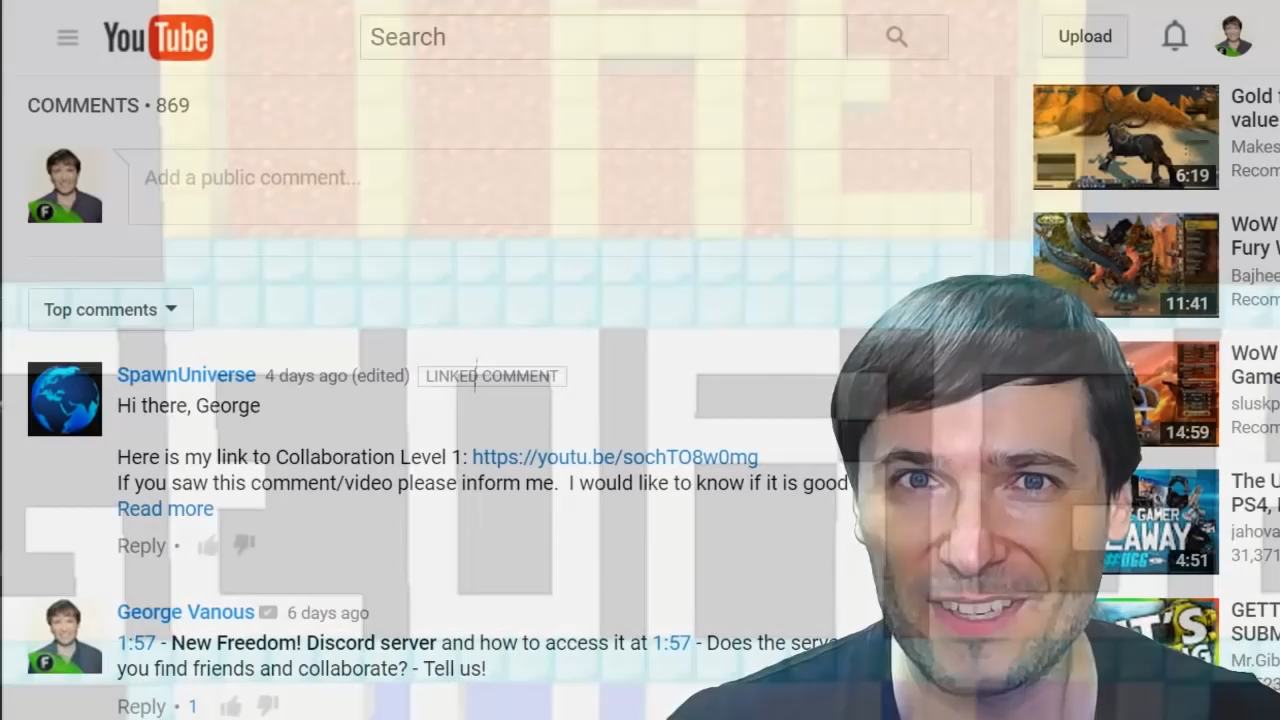 YouTube
Search
Upload
COMMENTS • 869
Add a public comment...
Top comments
SpawnUniverse 4 days ago (edited) LINKED COMMENT
Hi there, George
Here is my link to Collaboration Level 1: https://youtu.be/sochTO8w0mg
If you saw this comment/video please inform me. I would like to know if it is good
Read more
Reply •
George Vanous 6 days ago
1:57 - New Freedom! Discord server and how to access it at 1:57 - Does the serve
you find friends and collaborate? - Tell us!
Reply • 1
Gold
value
Makes
Recom
6:19
WoW
Fury
Bajhee
Recom
11:41
WoW
Game
sluskp
Recom
14:59
The U
PS4,
jahova
31,371
GAMER
AWAY
#UGG
4:51
GETT
SUBM
Mr.Gib